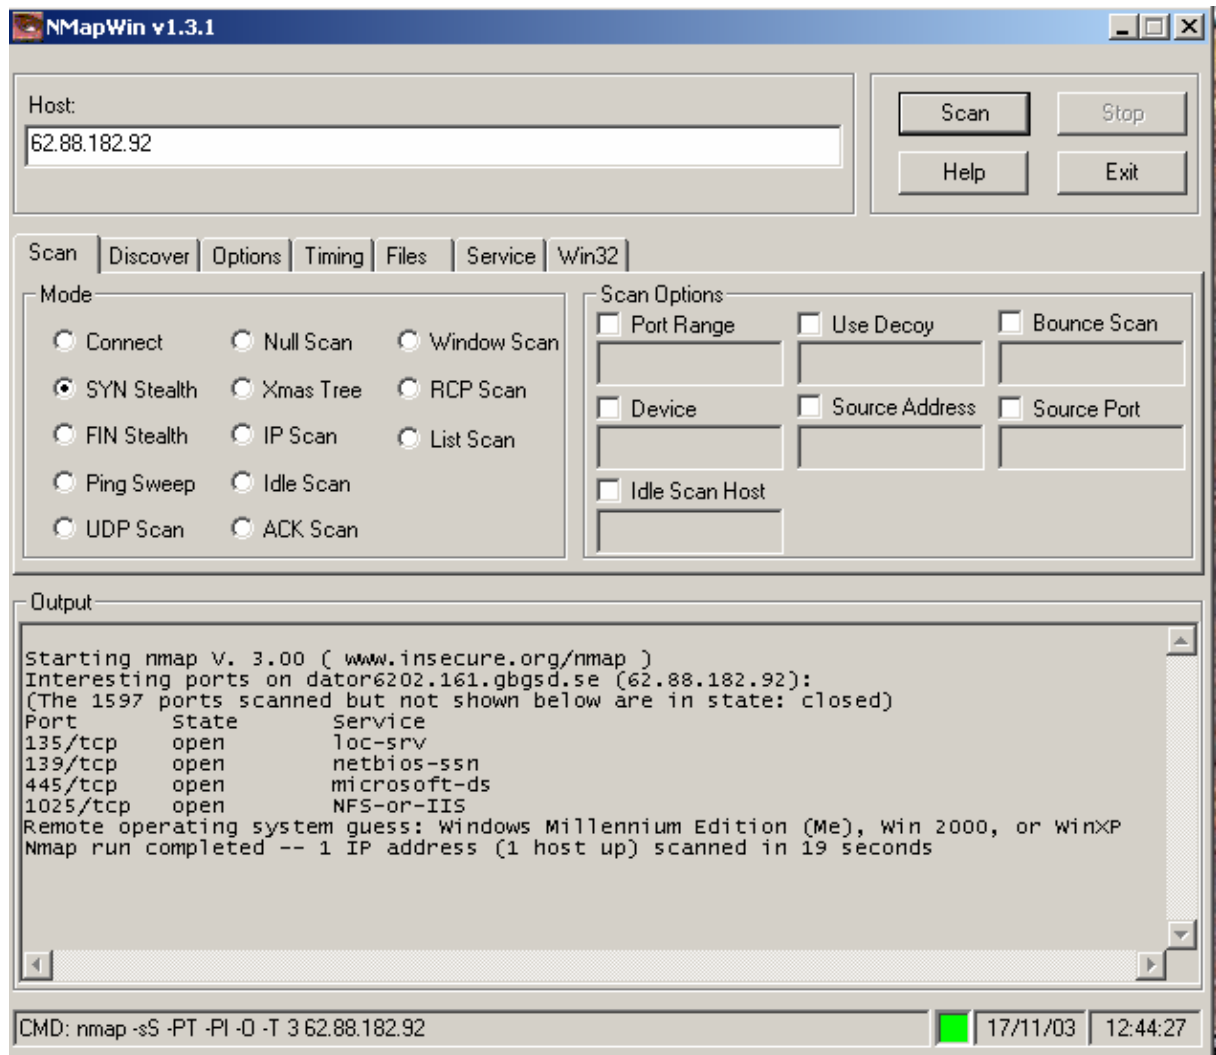 NMapWin v1.3.1
Host:
62.88.182.92
Scan
Stop
Help
Exit
Scan
Discover
Options
Timing
Files
Service
Win32
Mode
Connect
Null Scan
Window Scan
SYN Stealth
Xmas Tree
RCP Scan
FIN Stealth
IP Scan
List Scan
Ping Sweep
Idle Scan
UDP Scan
ACK Scan
Scan Options
Port Range
Use Decoy
Bounce Scan
Device
Source Address
Source Port
Idle Scan Host
Output
Starting nmap V. 3.00 ( www.insecure.org/nmap )
Interesting ports on dator6202.161.gbgsd.se (62.88.182.92):
(The 1597 ports scanned but not shown below are in state: closed)
Port State Service
135/tcp open loc-srv
139/tcp open netbios-ssn
445/tcp open microsoft-ds
1025/tcp open NFS-or-IIS
Remote operating system guess: Windows Millennium Edition (Me), Win 2000, or WinXP
Nmap run completed -- 1 IP address (1 host up) scanned in 19 seconds
CMD: nmap -sS -PT -PI -O -T 3 62.88.182.92
17/11/03
12:44:27